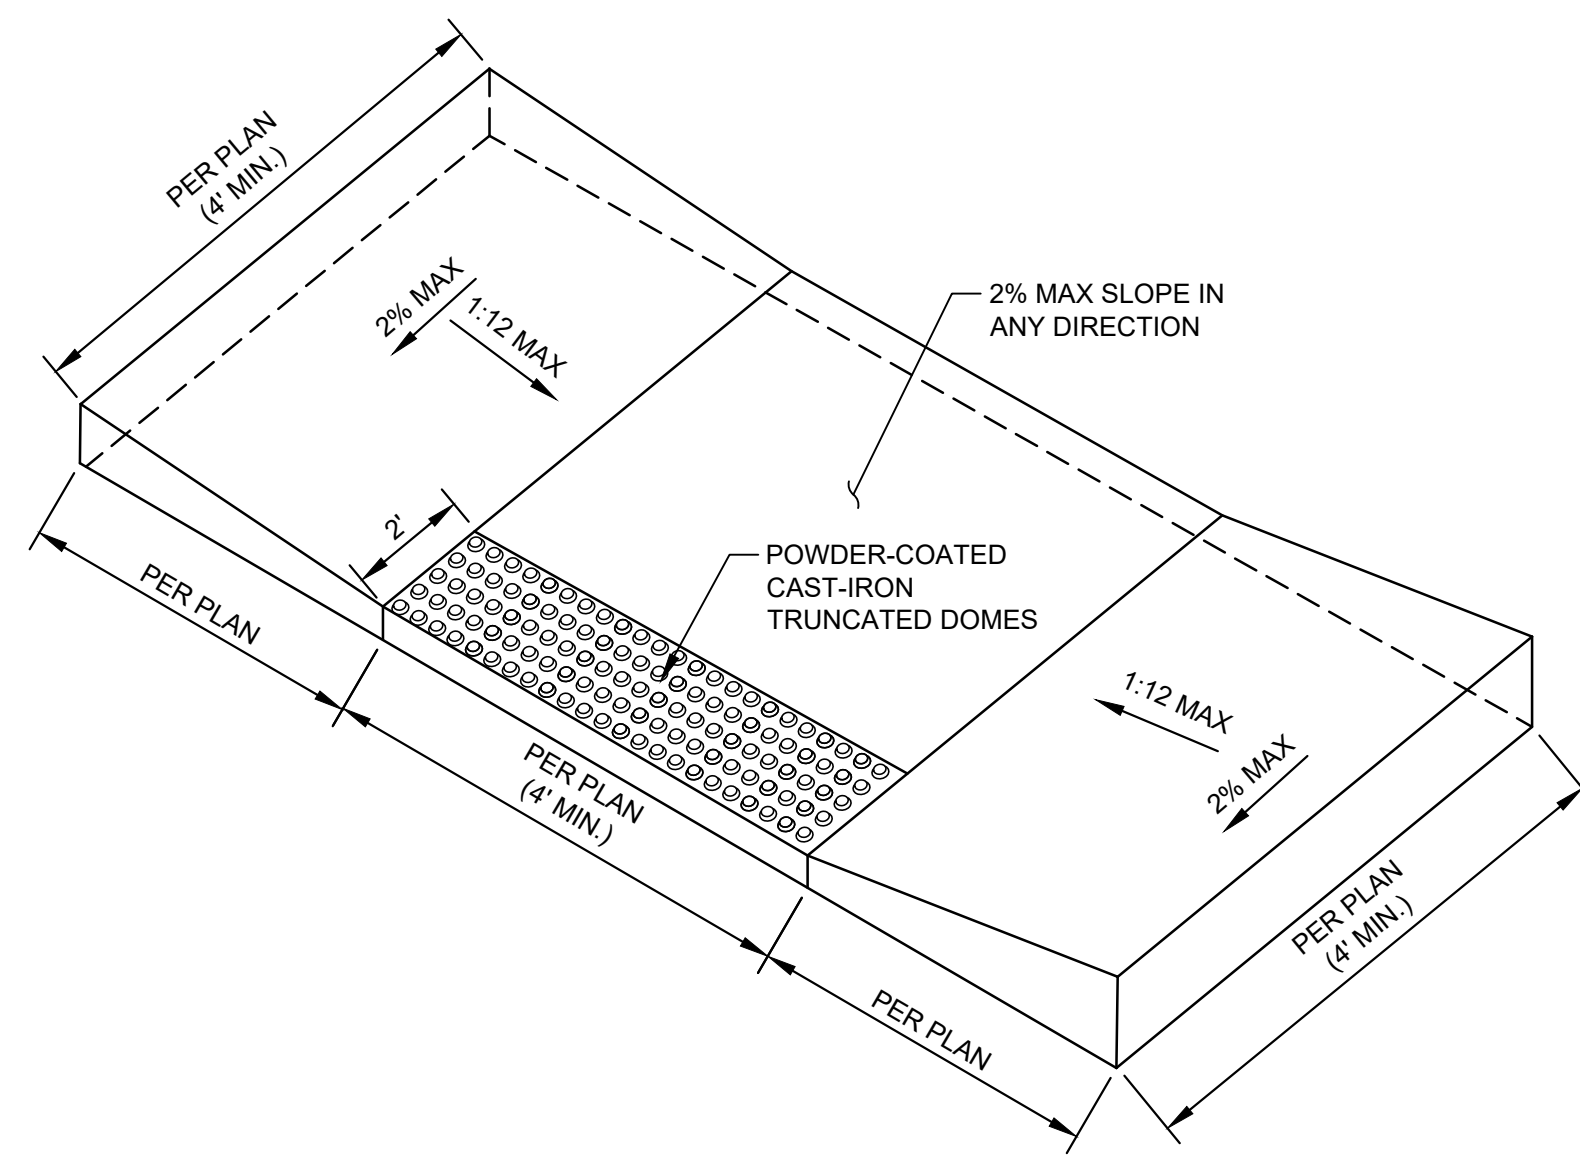 PER PLAN
(4' MIN.)
2% MAX
1:12 MAX
2% MAX SLOPE IN
ANY DIRECTION
2'
POWDER-COATED
CAST-IRON
TRUNCATED DOMES
PER PLAN
PER PLAN
(4' MIN.)
1:12 MAX
2% MAX
PER PLAN
(4' MIN.)
PER PLAN